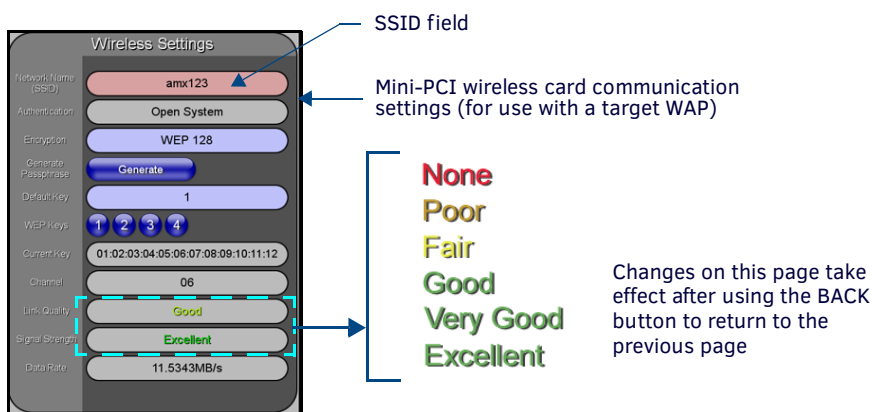 SSID field
Wireless Settings
Network Name
(SSID)
amx123
Mini-PCI wireless card communication
settings (for use with a target WAP)
Authentication
Open System
Encryption
WEP 128
Generate
Passphrase
Generate
Default Key
1
WEP Keys
1 2 3 4
Current Key
01:02:03:04:05:06:07:08:09:10:11:12
Channel
06
Link Quality
Good
Signal Strength
Excellent
Data Rate
11.5343MB/s
None
Poor
Fair
Good
Very Good
Excellent
Changes on this page take
effect after using the BACK
button to return to the
previous page